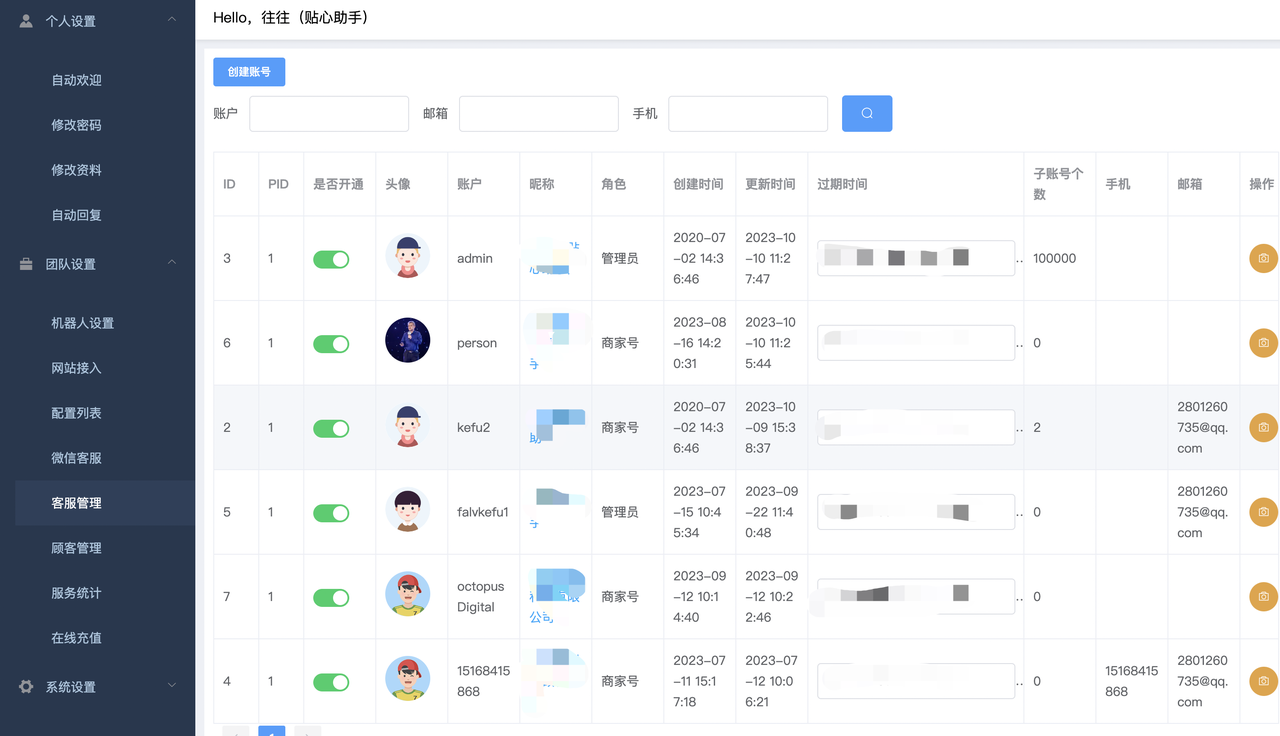 个人设置
自动欢迎
修改密码
修改资料
自动回复
团队设置
机器人设置
网站接入
配置列表
微信客服
客服管理
顾客管理
服务统计
在线充值
系统设置
Hello，往往（贴心助手）
创建账号
账户 邮箱 手机
ID PID 是否开通 头像 账户 昵称 角色 创建时间 更新时间 过期时间 子账号个数 手机 邮箱 操作
3 1 admin 管理员 2020-07-02 14:36:46 2023-10-10 11:27:47 .. 100000
6 1 person 商家号 2023-08-16 14:20:31 2023-10-10 11:25:44 .. 0
2 1 kefu2 助 商家号 2020-07-02 14:36:46 2023-10-09 15:38:37 .. 2 2801260735@qq.com
5 1 falvkefu1 管理员 2023-07-15 10:45:34 2023-09-22 11:40:48 .. 0 2801260735@qq.com
7 1 octopus Digital 公司 商家号 2023-09-12 10:14:40 2023-09-12 10:22:46 .. 0
4 1 15168415868 商家号 2023-07-11 15:17:18 2023-07-12 10:06:21 .. 0 15168415868 2801260735@qq.com